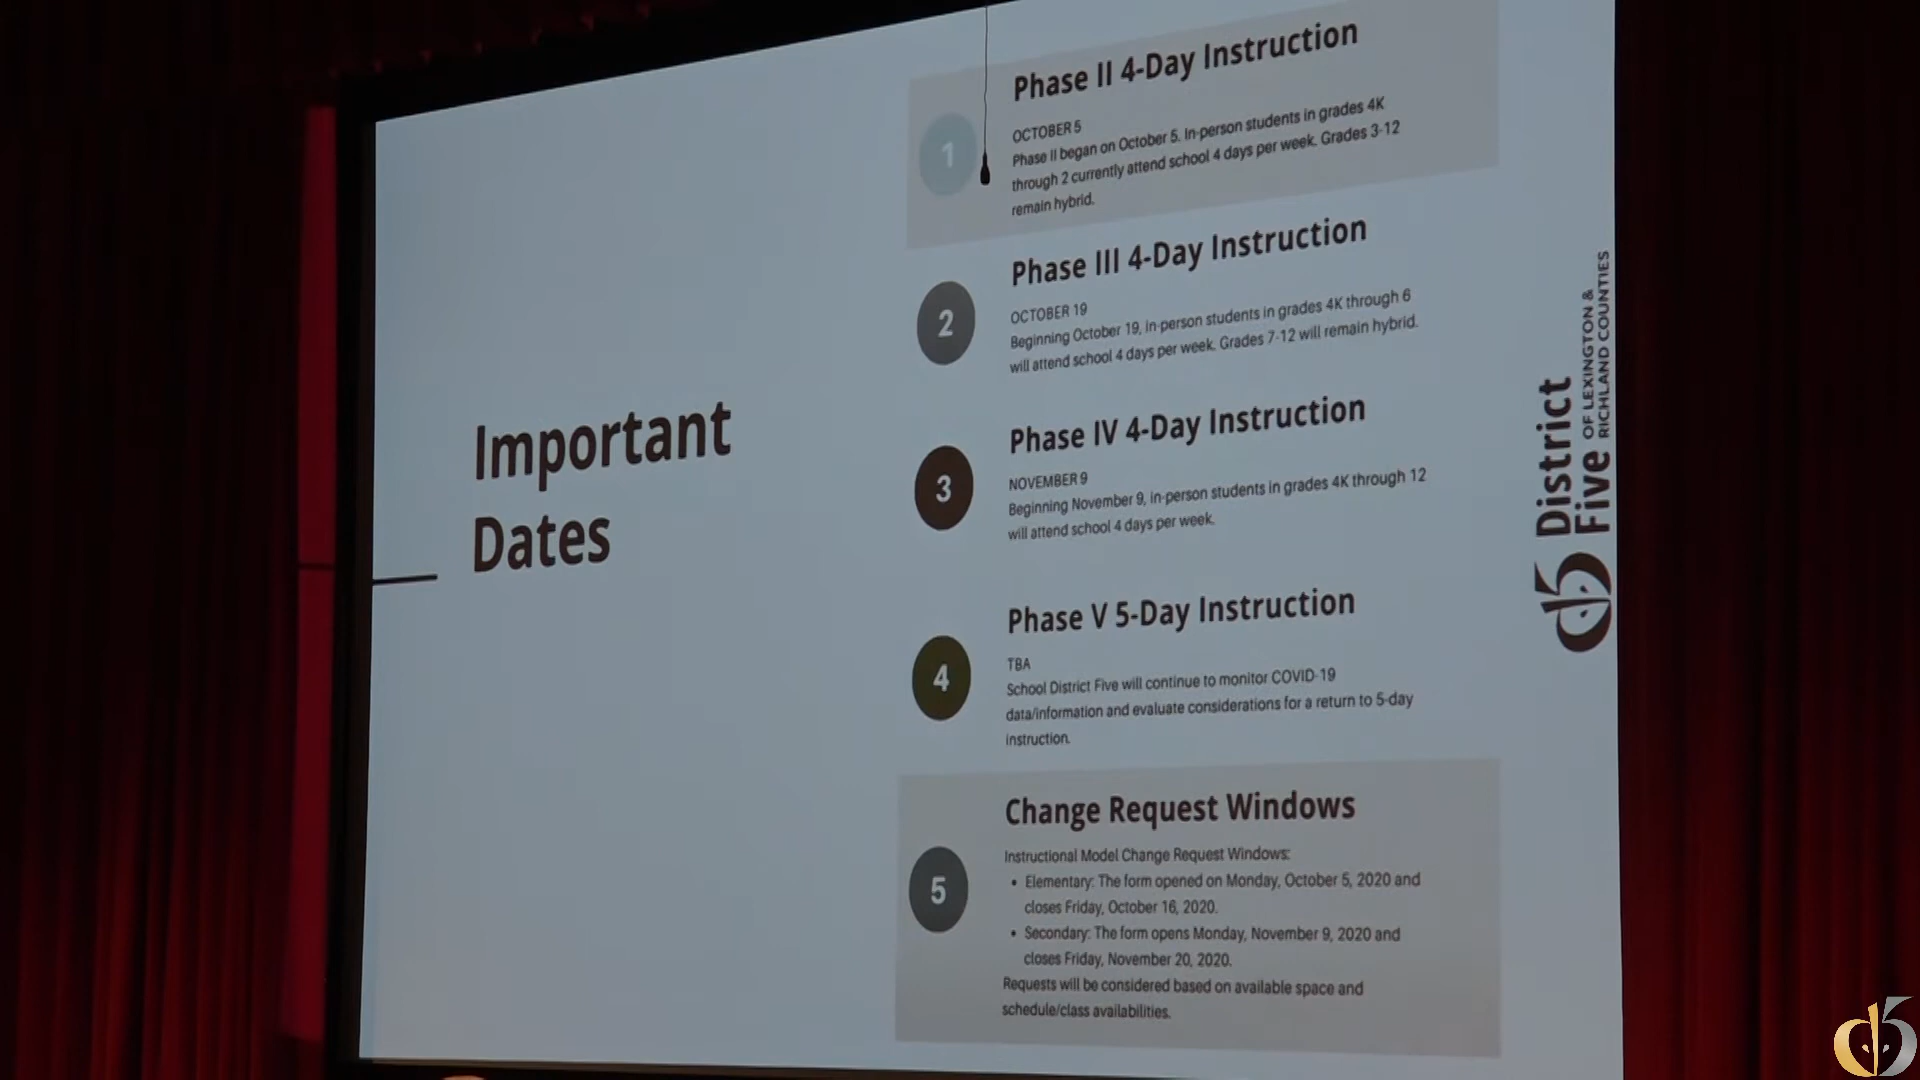 Important
Dates
1
Phase II 4-Day Instruction
OCTOBER 5
Phase II began on October 5. In-person students in grades 4K
through 2 currently attend school 4 days per week. Grades 3-12
remain hybrid.
2
Phase III 4-Day Instruction
OCTOBER 19
Beginning October 19, in-person students in grades 4K through 6
will attend school 4 days per week. Grades 7-12 will remain hybrid.
3
Phase IV 4-Day Instruction
NOVEMBER 9
Beginning November 9, in-person students in grades 4K through 12
will attend school 4 days per week.
4
Phase V 5-Day Instruction
TBA
School District Five will continue to monitor COVID-19
data/information and evaluate considerations for a return to 5-day
instruction.
5
Change Request Windows
Instructional Model Change Request Windows:
• Elementary: The form opened on Monday, October 5, 2020 and
closes Friday, October 16, 2020.
• Secondary: The form opens Monday, November 9, 2020 and
closes Friday, November 20, 2020.
Requests will be considered based on available space and
schedule/class availabilities.
d5
District
Five
OF LEXINGTON &
RICHLAND COUNTIES
d5